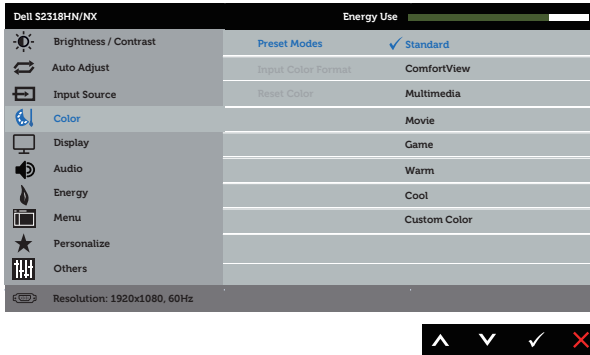 Dell S2318HN/NX Energy Use
Brightness / Contrast Preset Modes Standard
Auto Adjust Input Color Format ComfortView
Input Source Reset Color Multimedia
Color Movie
Display Game
Audio Warm
Energy Cool
Menu Custom Color
Personalize
Others
Resolution: 1920x1080, 60Hz